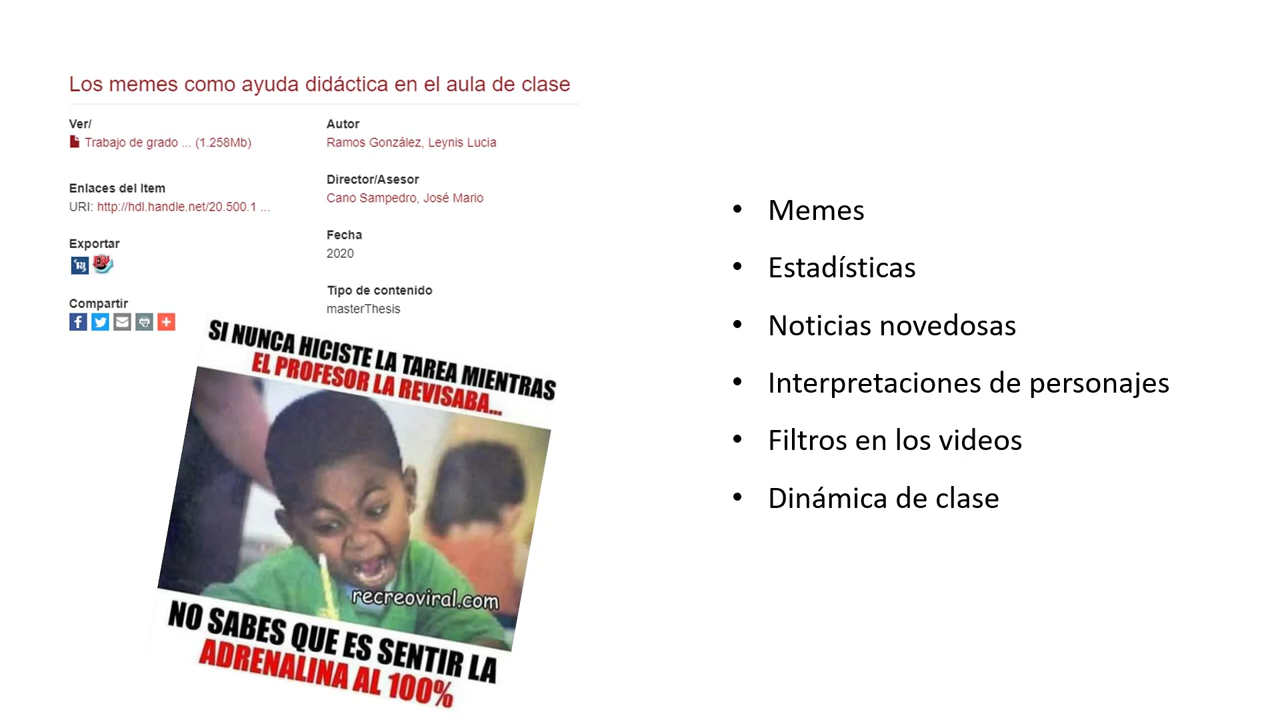 Los memes como ayuda didáctica en el aula de clase
Ver/
Trabajo de grado ... (1.258Mb)
Enlaces del Item
URI: http://hdl.handle.net/20.500.1 ...
Exportar
Compartir
Autor
Ramos González, Leynis Lucia
Director/Asesor
Cano Sampedro, José Mario
Fecha
2020
Tipo de contenido
masterThesis
SI NUNCA HICISTE LA TAREA MIENTRAS
EL PROFESOR LA REVISABA...
recreoviral.com
NO SABES QUE ES SENTIR LA
ADRENALINA AL 100%
• Memes
• Estadísticas
• Noticias novedosas
• Interpretaciones de personajes
• Filtros en los videos
• Dinámica de clase